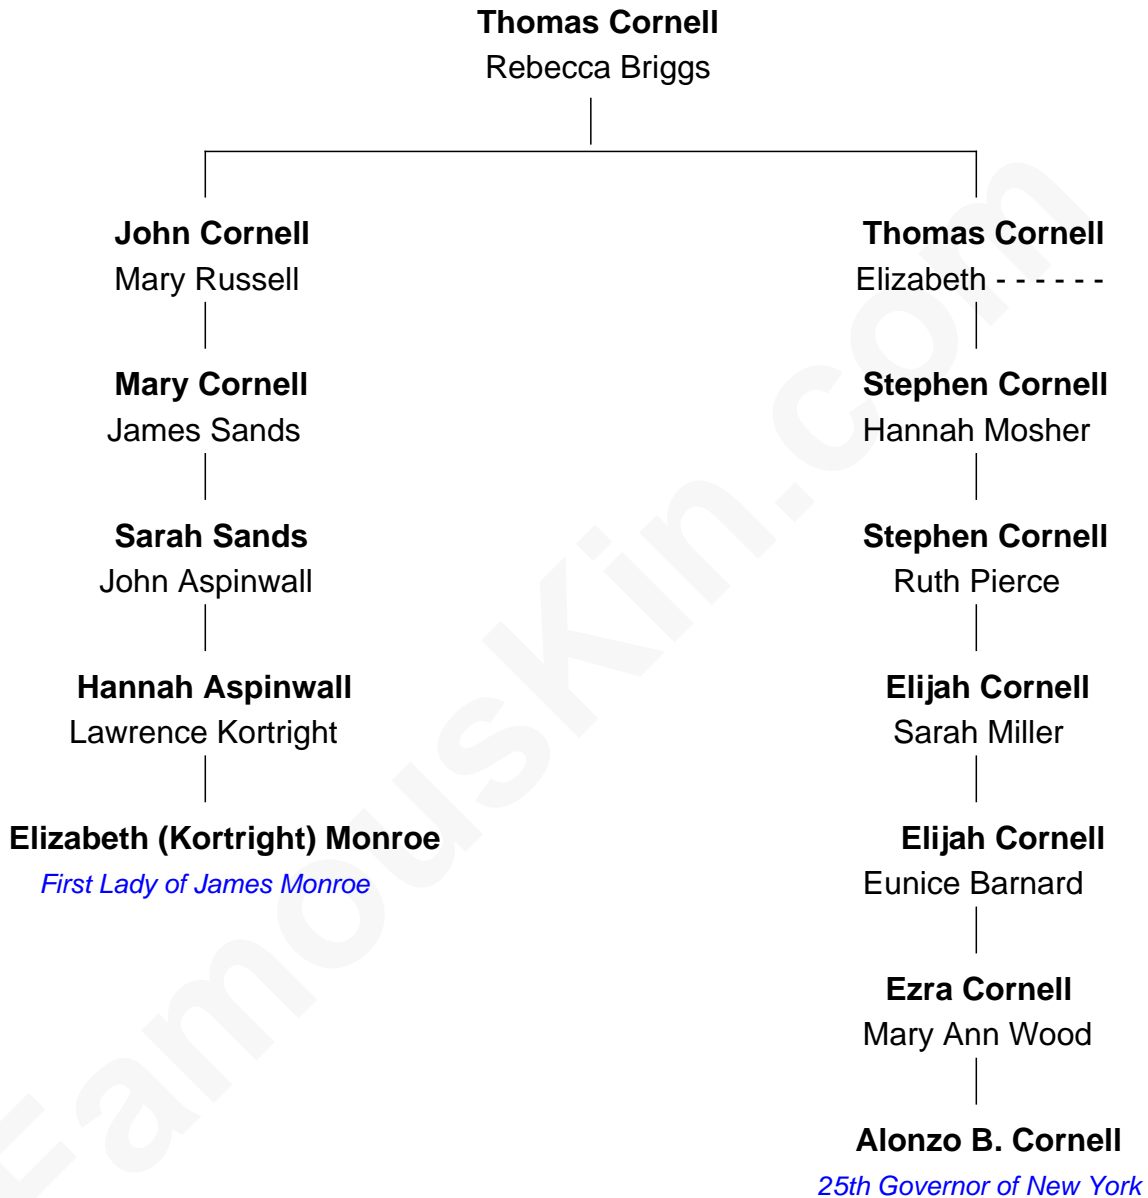 Thomas Cornell
Rebecca Briggs
John Cornell
Mary Russell
Mary Cornell
James Sands
Sarah Sands
John Aspinwall
Hannah Aspinwall
Lawrence Kortright
Elizabeth (Kortright) Monroe
First Lady of James Monroe
Thomas Cornell
Elizabeth - - - - - -
Stephen Cornell
Hannah Mosher
Stephen Cornell
Ruth Pierce
Elijah Cornell
Sarah Miller
Elijah Cornell
Eunice Barnard
Ezra Cornell
Mary Ann Wood
Alonzo B. Cornell
25th Governor of New York
FamousKin.com